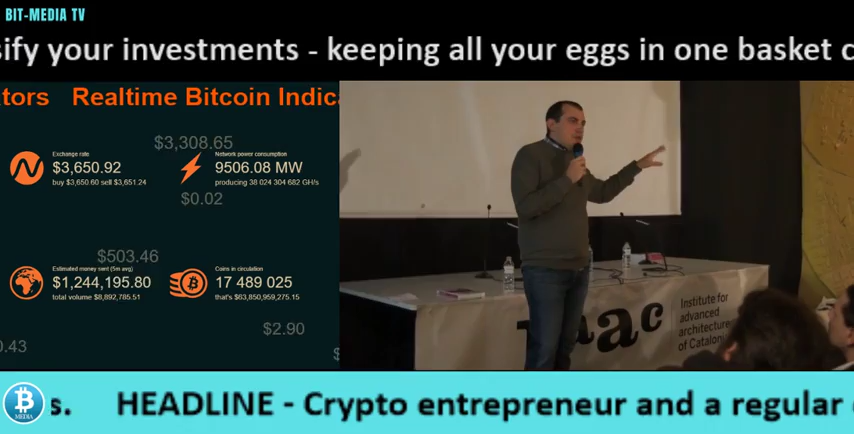 BIT-MEDIA TV
sify your investments - keeping all your eggs in one basket c
tors Realtime Bitcoin Indica
$3,308.65
Exchange rate
$3,650.92
buy $3,650.60 sell $3,651.24
Network power consumption
9506.08 MW
producing 38 024 304 682 GH/s
$0.02
$503.46
Estimated money sent (5m avg)
$1,244,195.80
total volume $8,892,785.51
Coins in circulation
17 489 025
that's $63,850,959,275.15
$2.90
0.43
$
Iaac
Institute for
advanced
architecture
of Cataloni
MEDIA
s. HEADLINE - Crypto entrepreneur and a regular